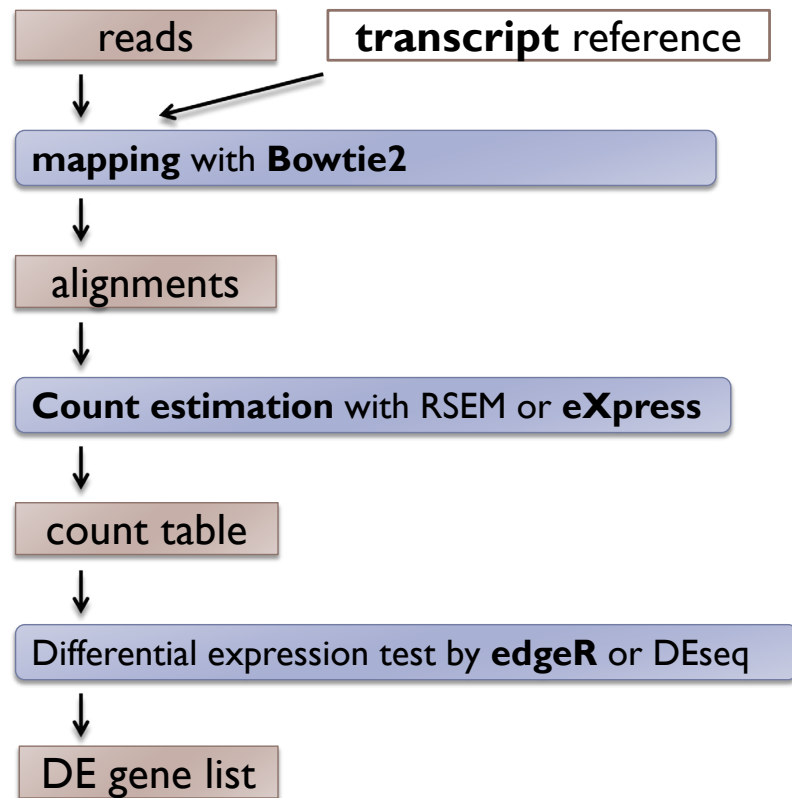 reads
transcript reference
mapping with Bowtie2
alignments
Count estimation with RSEM or eXpress
count table
Differential expression test by edgeR or DEseq
DE gene list